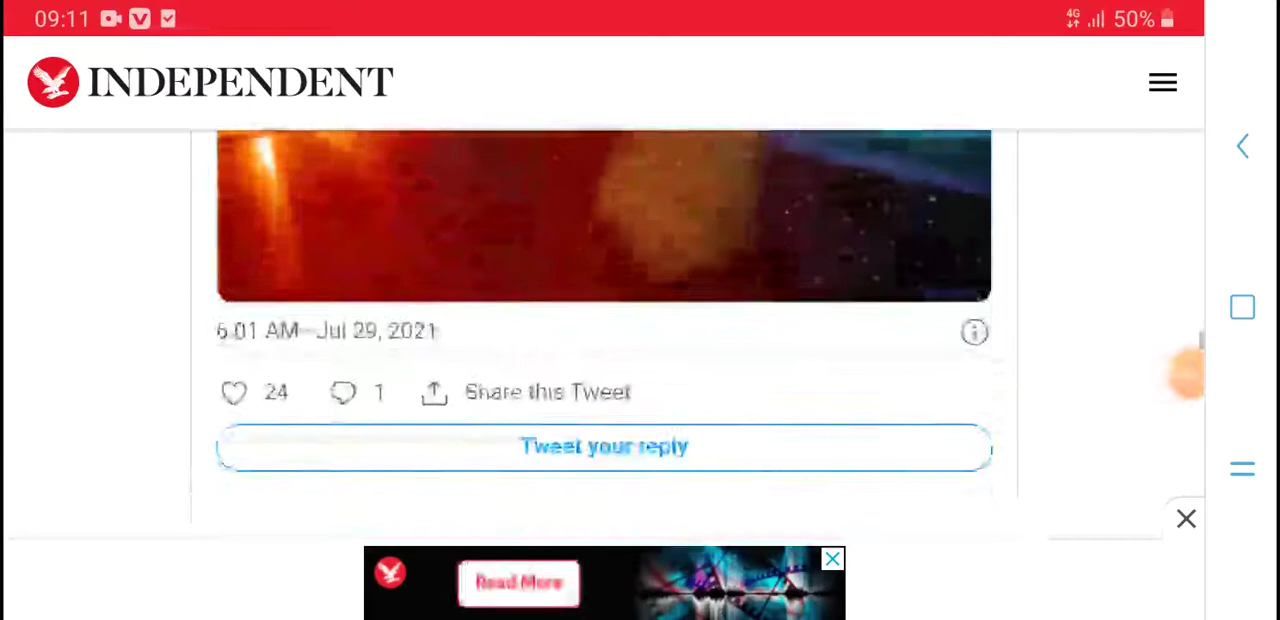 09:11
4G 50%
INDEPENDENT
6:01 AM - Jul 29, 2021
24 1 Share this Tweet
Tweet your reply
Read More